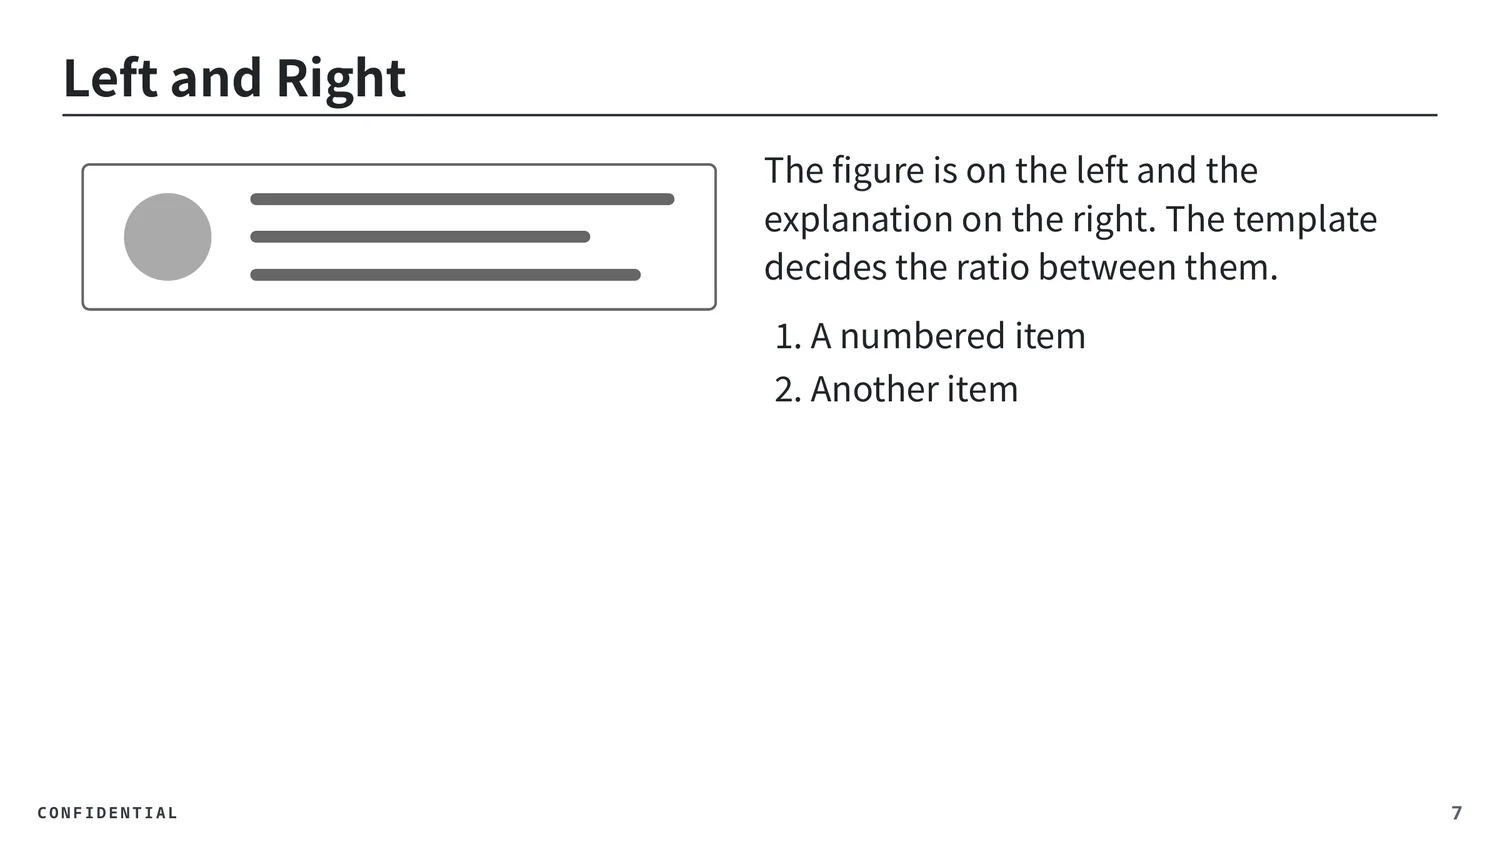 Left and Right
The figure is on the left and the
explanation on the right. The template
decides the ratio between them.
1. A numbered item
2. Another item
CONFIDENTIAL
7